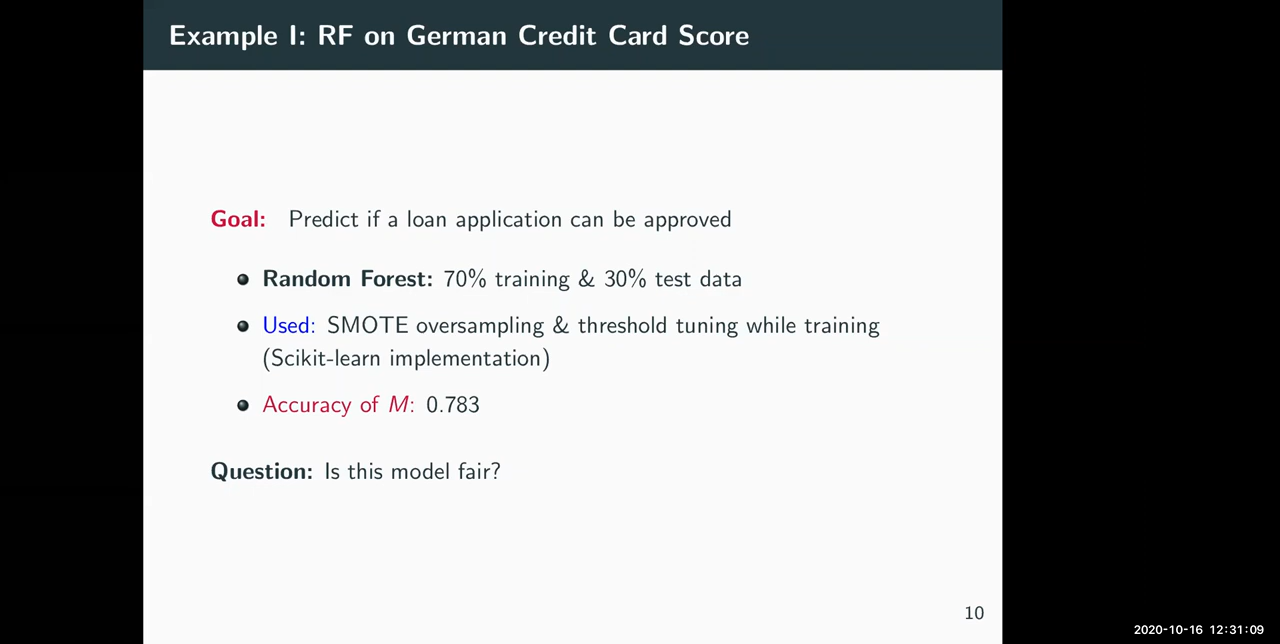 Example I: RF on German Credit Card Score
Goal: Predict if a loan application can be approved
Random Forest: 70% training & 30% test data
Used: SMOTE oversampling & threshold tuning while training
(Scikit-learn implementation)
Accuracy of M: 0.783
Question: Is this model fair?
10
2020-10-16 12:31:09